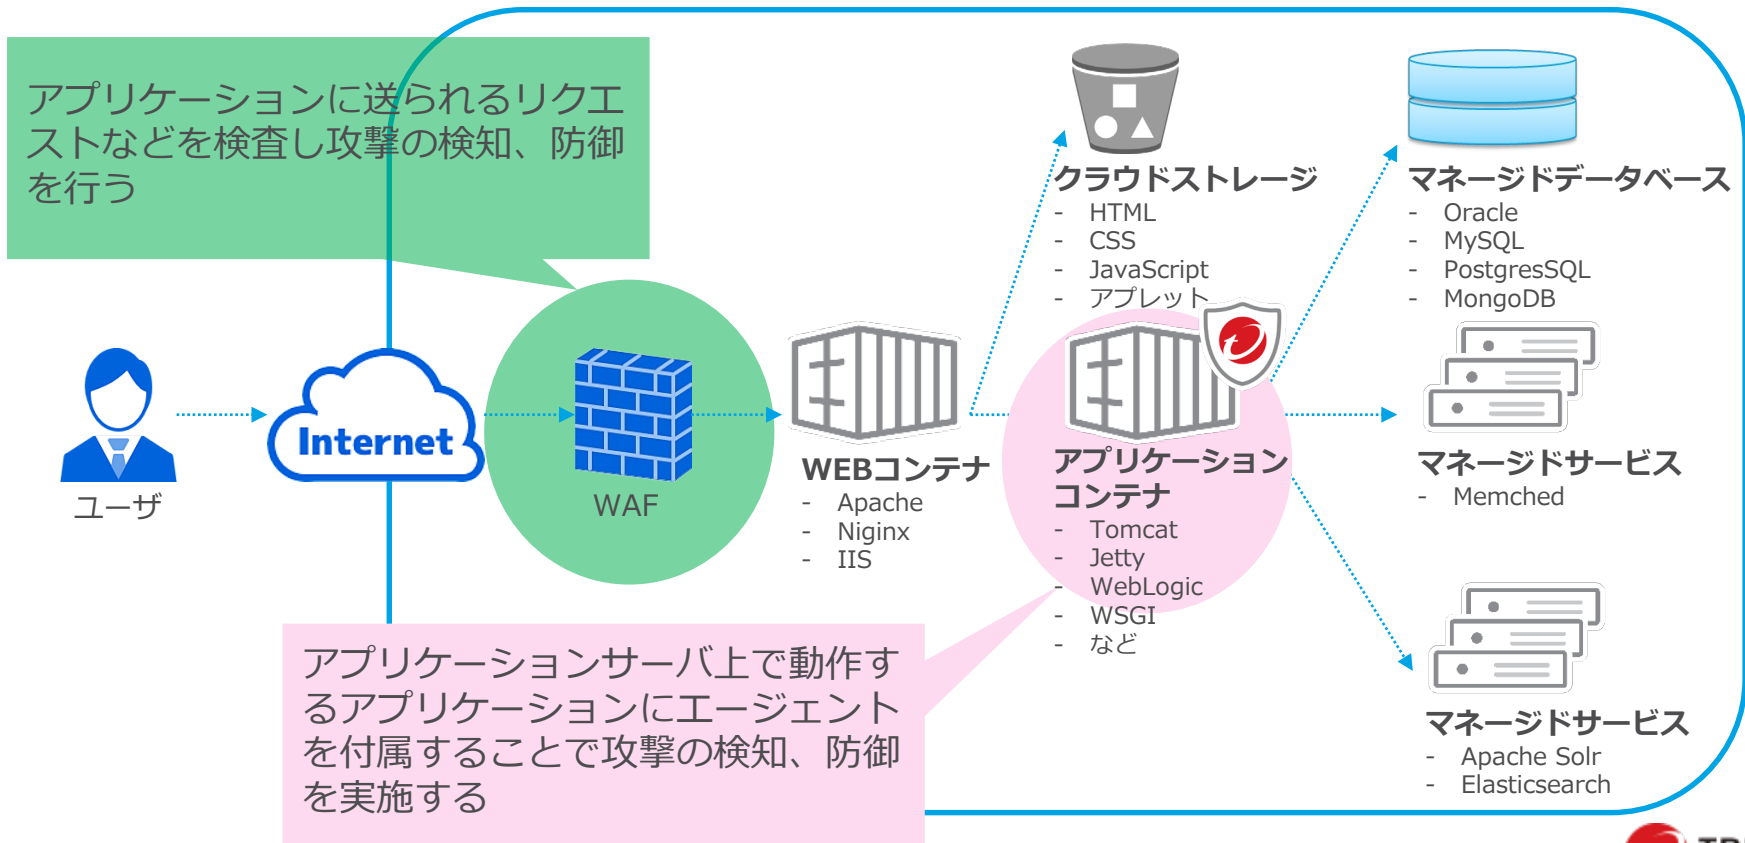 アプリケーションに送られるリクエ
ストなどを検査し攻撃の検知、防御
を行う
クラウドストレージ
- HTML
- CSS
- JavaScript
- アプレット
マネージドデータベース
- Oracle
- MySQL
- PostgresSQL
- MongoDB
ユーザ
Internet
WAF
WEBコンテナ
- Apache
- Niginx
- IIS
アプリケーション
コンテナ
- Tomcat
- Jetty
- WebLogic
- WSGI
- など
マネージドサービス
- Memched
マネージドサービス
- Apache Solr
- Elasticsearch
アプリケーションサーバ上で動作す
るアプリケーションにエージェント
を付属することで攻撃の検知、防御
を実施する